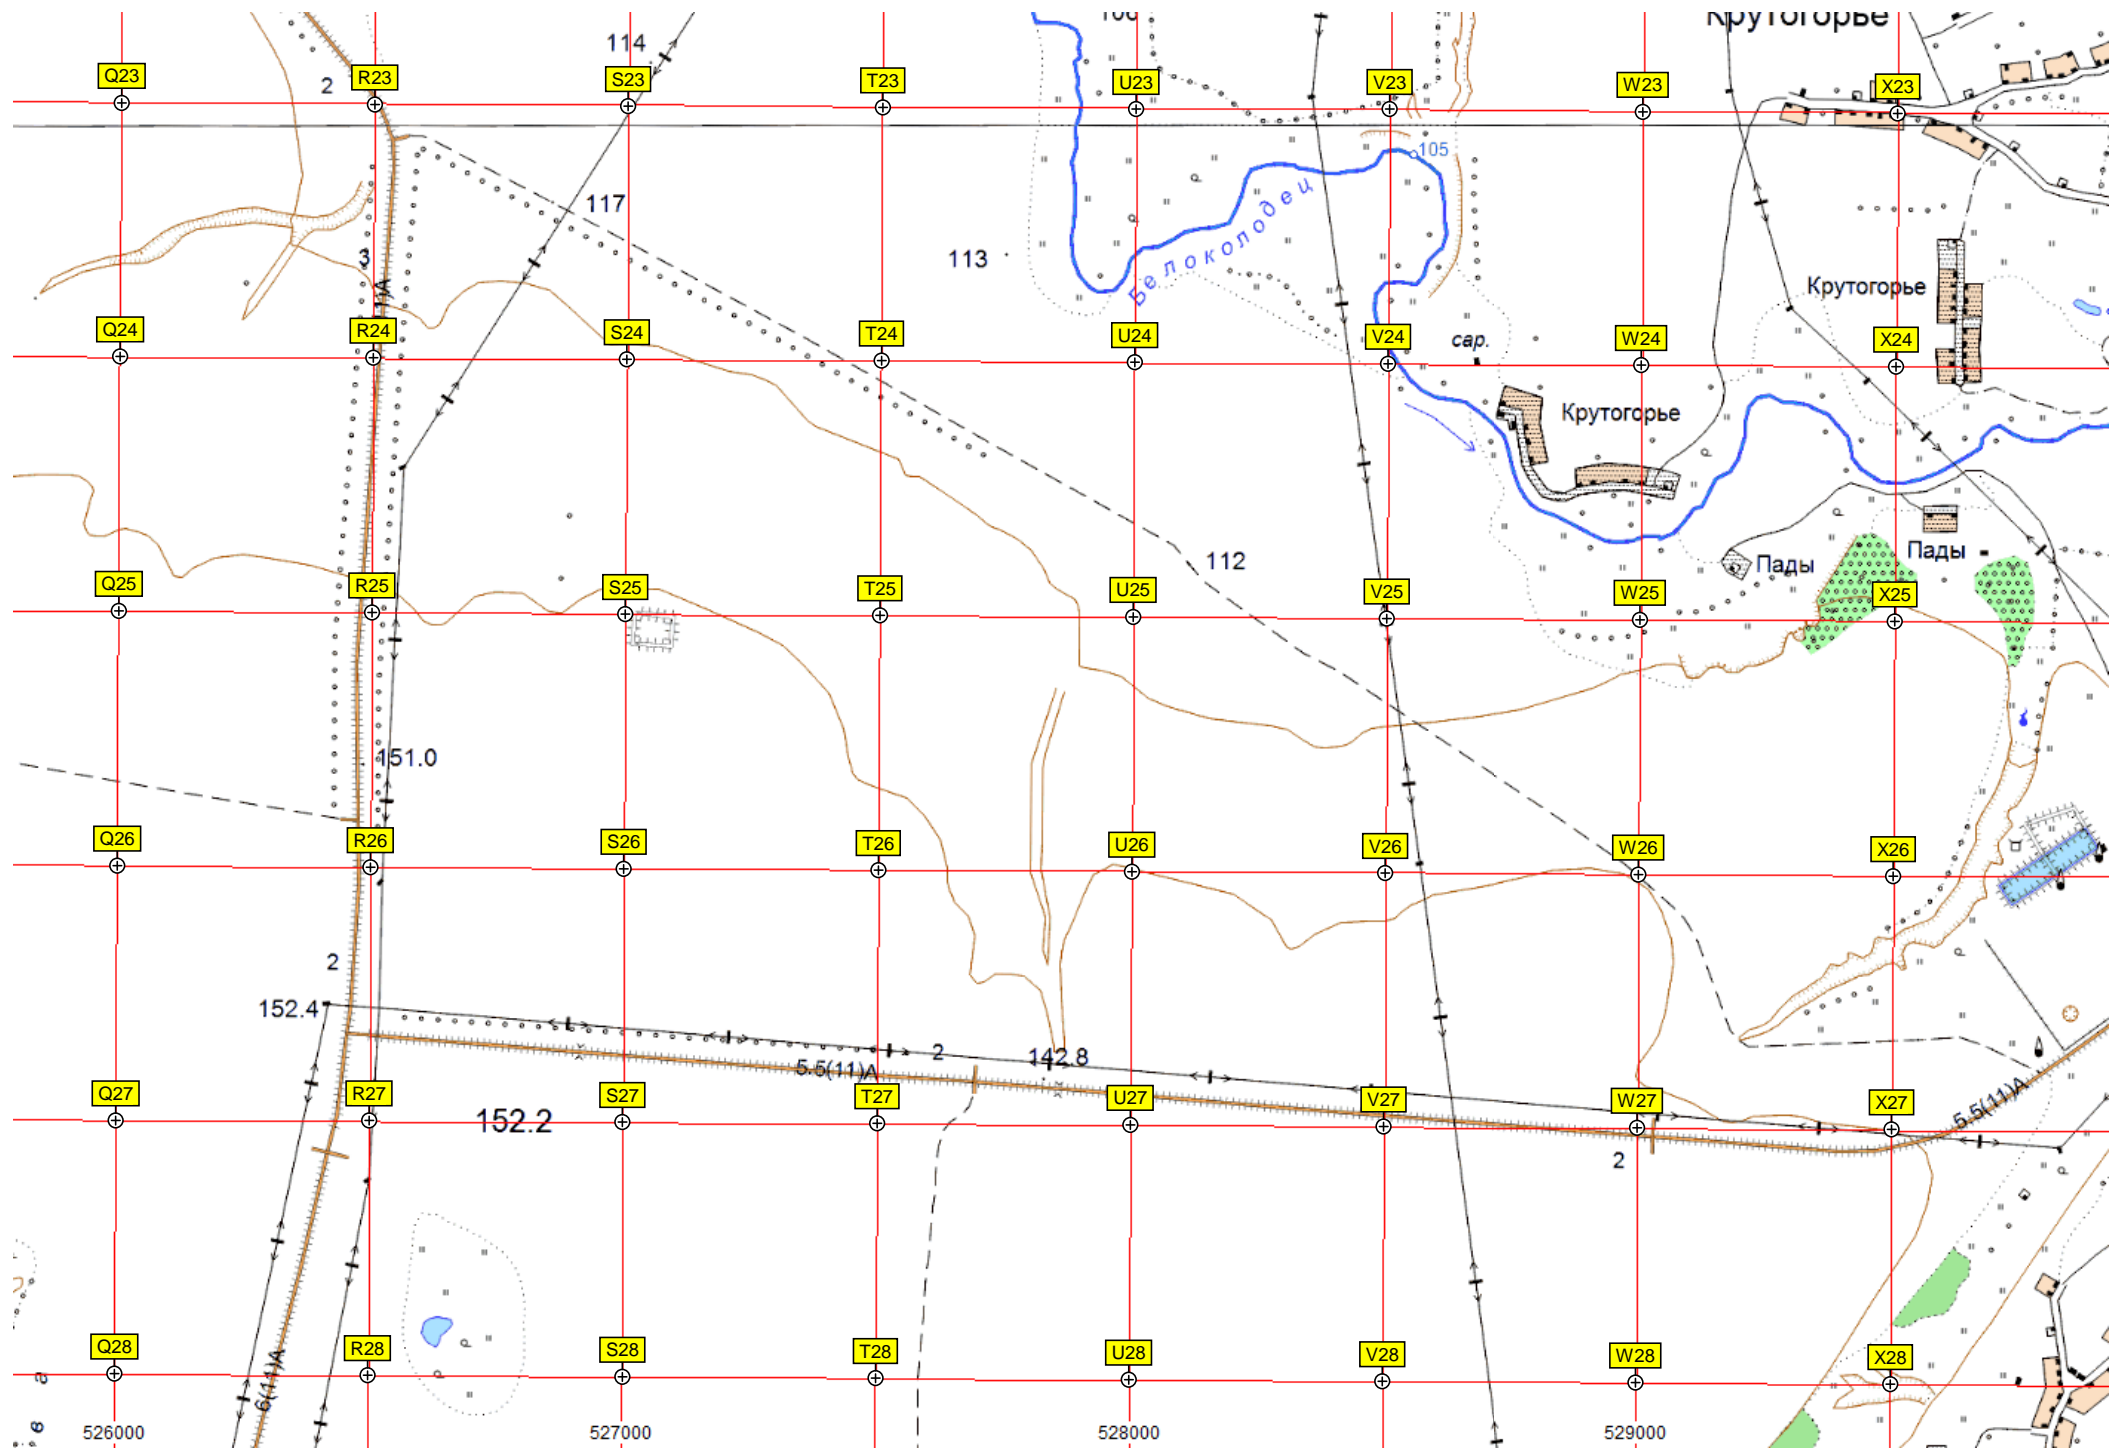 114
Крутогорье
2
Q23
R23
S23
T23
U23
V23
W23
X23
105
117
Белоколодец
113
3
Крутогорье
Q24
R24
S24
T24
U24
V24
W24
X24
сар.
Крутогорье
112
Пады
Пады
Q25
R25
S25
T25
U25
V25
W25
X25
151.0
Q26
R26
S26
T26
U26
V26
W26
X26
2
152.4
2
142.8
5.5(11)А
Q27
R27
S27
T27
U27
V27
W27
X27
5.5(11)А
152.2
2
Q28
R28
S28
T28
U28
V28
W28
X28
6(11)А
а
в
526000
527000
528000
529000